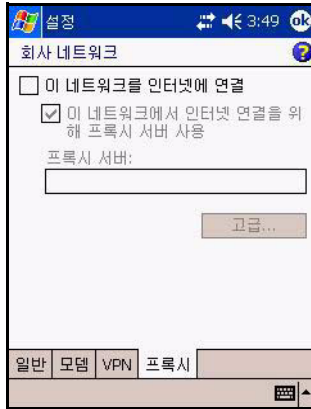 설정 3:49 ok
회사 네트워크 ?
이 네트워크를 인터넷에 연결
이 네트워크에서 인터넷 연결을 위
해 프록시 서버 사용
프록시 서버:
고급...
일반 모뎀 VPN 프록시